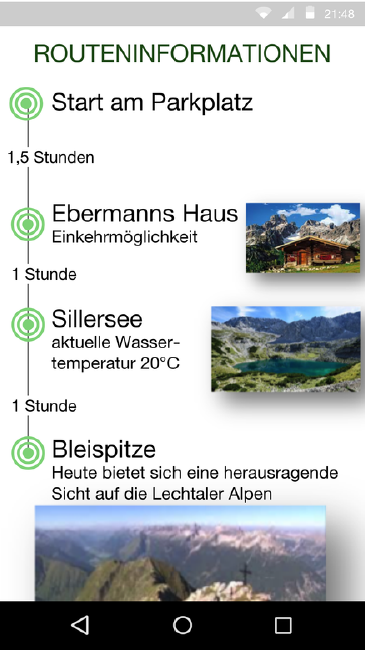 21:48
ROUTENINFORMATIONEN
Start am Parkplatz
1,5 Stunden
Ebermanns Haus
Einkehrmöglichkeit
1 Stunde
Sillersee
aktuelle Wasser-
temperatur 20°C
1 Stunde
Bleispitze
Heute bietet sich eine herausragende
Sicht auf die Lechtaler Alpen